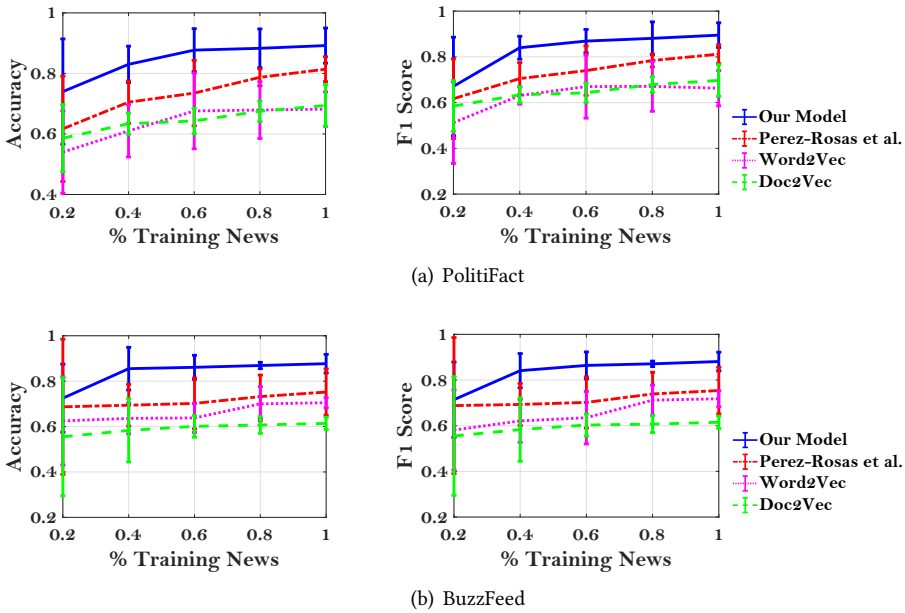 1
0.8
0.6
0.4
0.2 0.4 0.6 0.8 1
Accuracy
% Training News
1
0.8
0.6
0.4
0.2
0.2 0.4 0.6 0.8 1
F1 Score
% Training News
Our Model
Perez-Rosas et al.
Word2Vec
Doc2Vec
(a) PolitiFact
1
0.8
0.6
0.4
0.2
0.2 0.4 0.6 0.8 1
Accuracy
% Training News
1
0.8
0.6
0.4
0.2
0.2 0.4 0.6 0.8 1
F1 Score
% Training News
Our Model
Perez-Rosas et al.
Word2Vec
Doc2Vec
(b) BuzzFeed